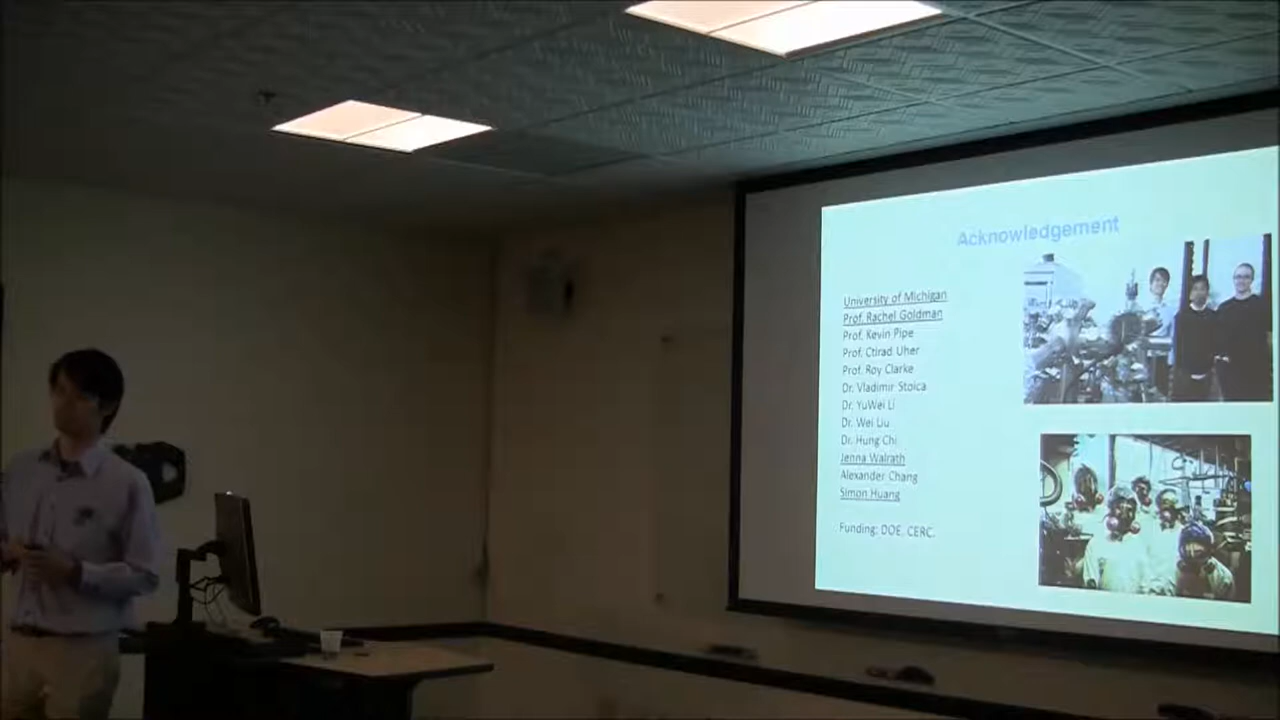 Acknowledgement
University of Michigan
Prof. Rachel Goldman
Prof. Kevin Pipe
Prof. Ctirad Uher
Prof. Roy Clarke
Dr. Vladimir Stoica
Dr. YuWei Li
Dr. Wei Liu
Dr. Hung Chi
Jenna Walrath
Alexander Chang
Simon Huang
Funding: DOE, CERC.